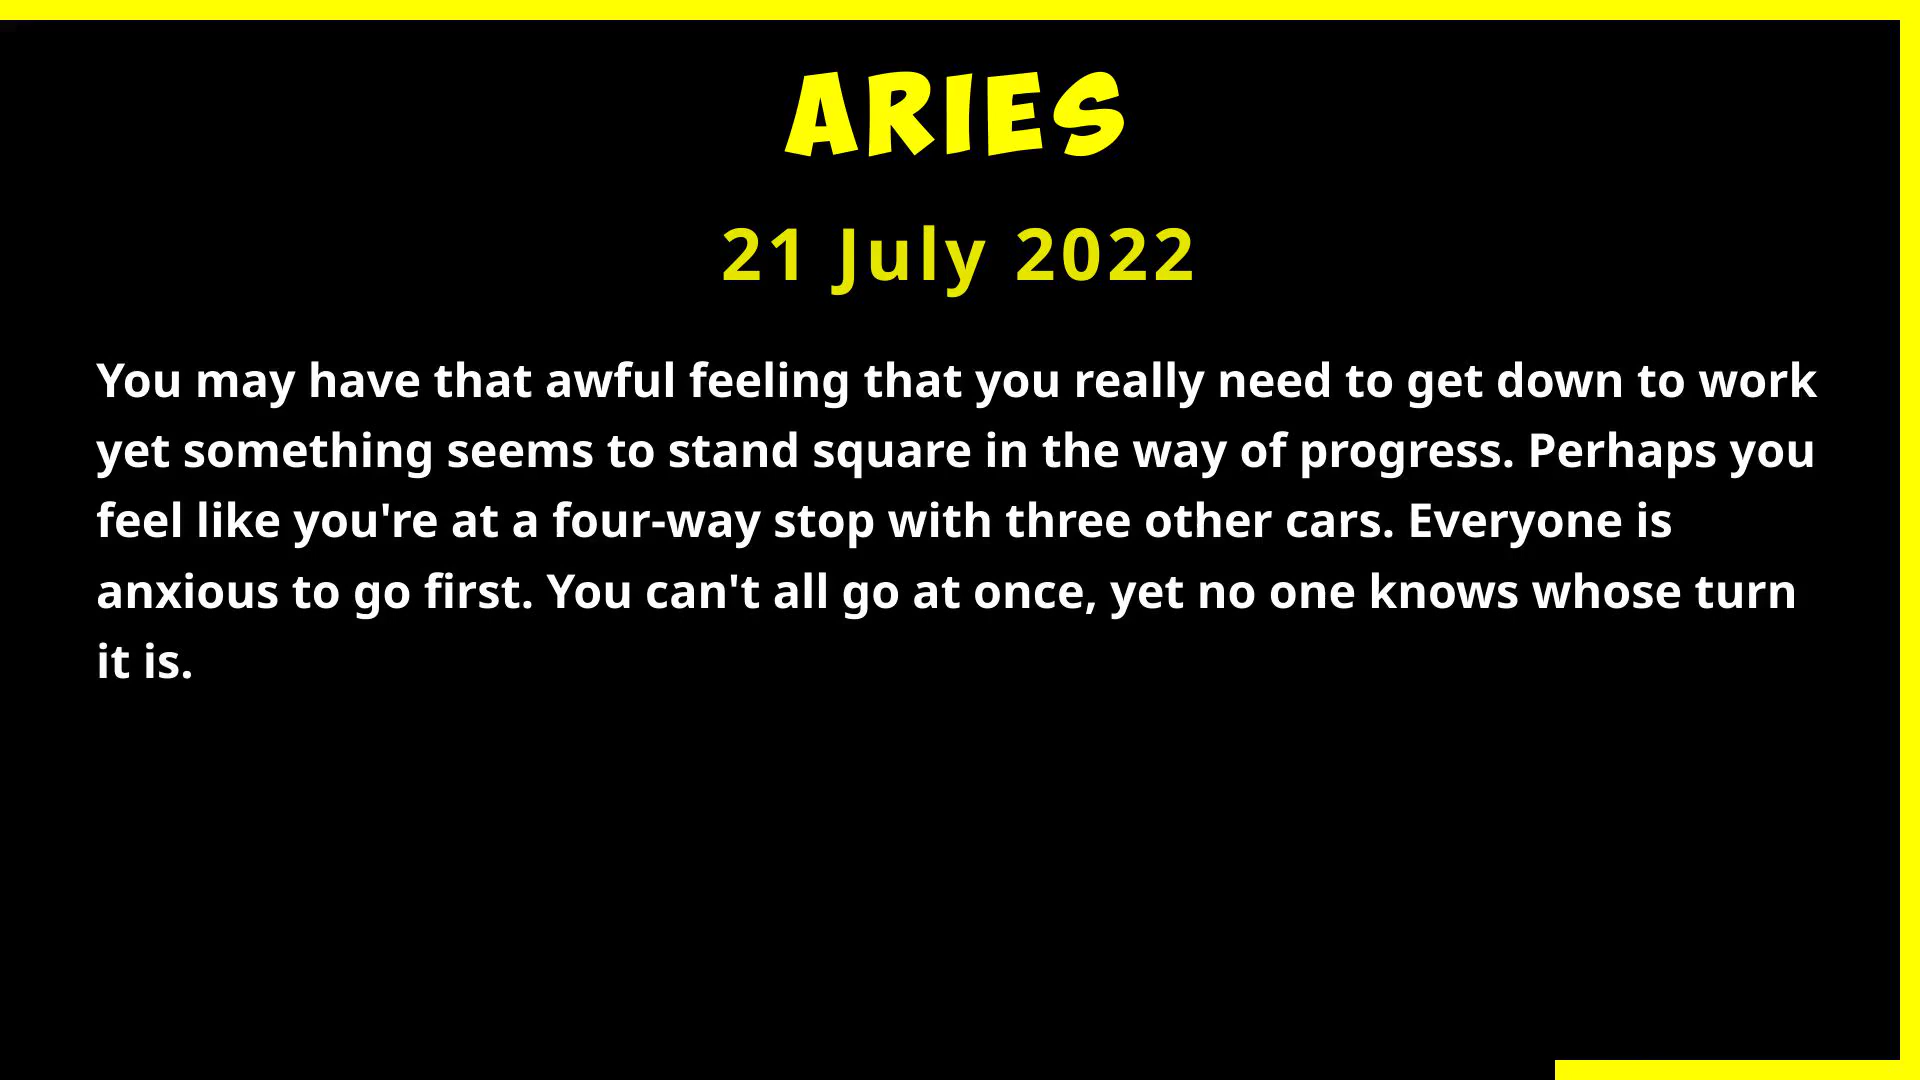 ARIES
21 July 2022
You may have that awful feeling that you really need to get down to work
yet something seems to stand square in the way of progress. Perhaps you
feel like you're at a four-way stop with three other cars. Everyone is
anxious to go first. You can't all go at once, yet no one knows whose turn
it is.